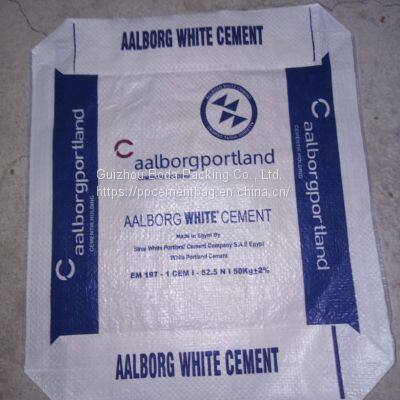 AALBORG WHITE CEMENT
aalborgportland
CEMENTIR HOLDING
aalborgportland
Guizhou Boda Packing Co., Ltd
https://ppcementbag.en.china.cn/
AALBORG WHITE CEMENT
Made in Egypt By
Sinai White Portland Cement Company S.A.E Egypt
White Portland Cement
EM 197 - 1 CEM I - 52.5 N I 50Kg±2%
aalborgportland
CEMENTIR HOLDING
AALBORG WHITE CEMENT